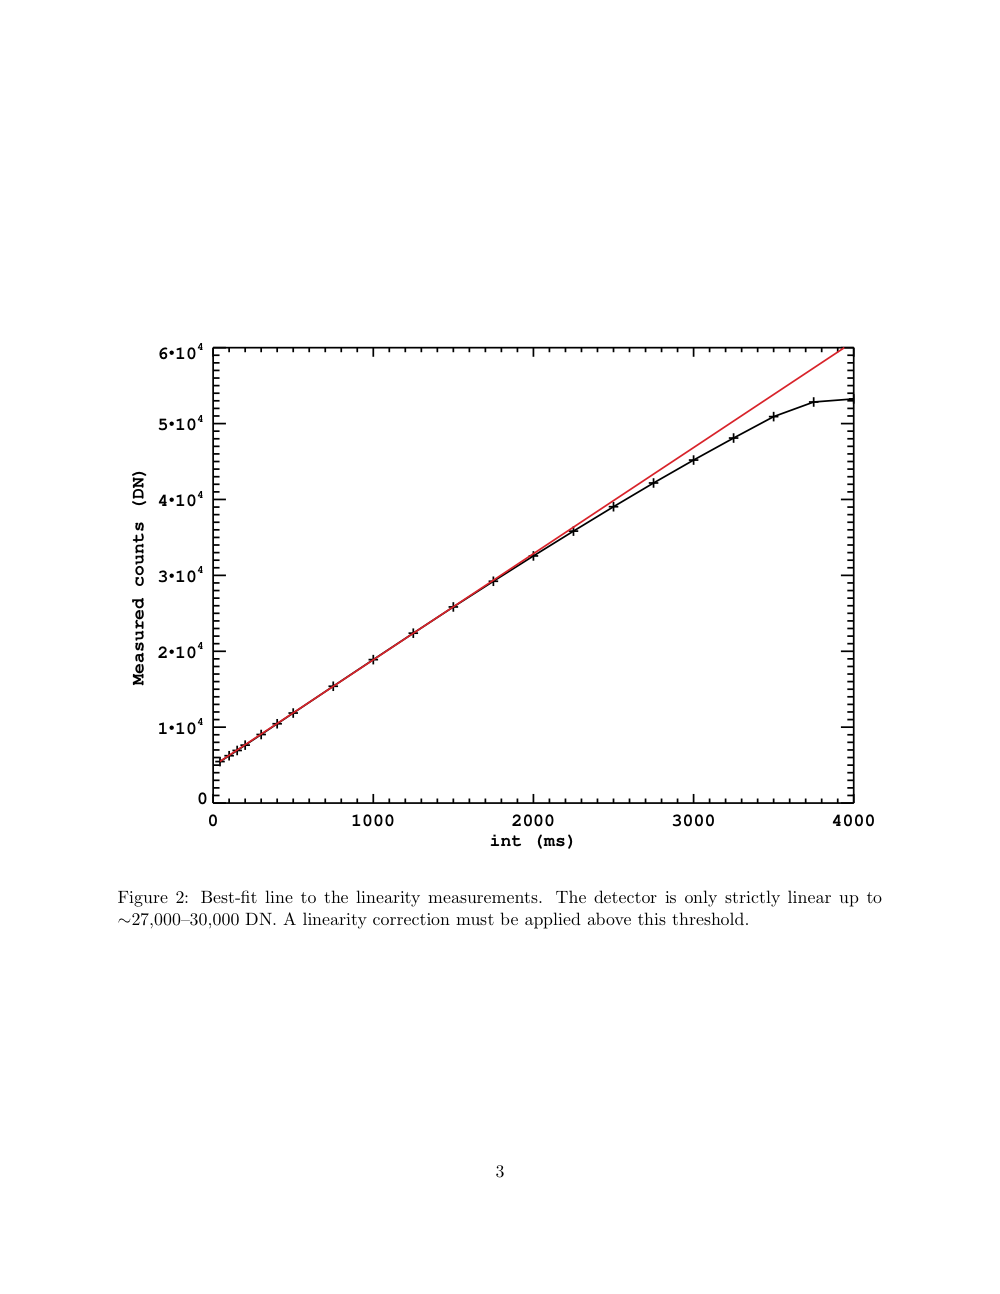 6•10⁴
5•10⁴
4•10⁴
3•10⁴
2•10⁴
1•10⁴
0
Measured counts (DN)
0 1000 2000 3000 4000
int (ms)
Figure 2: Best-fit line to the linearity measurements. The detector is only strictly linear up to
∼27,000–30,000 DN. A linearity correction must be applied above this threshold.
3